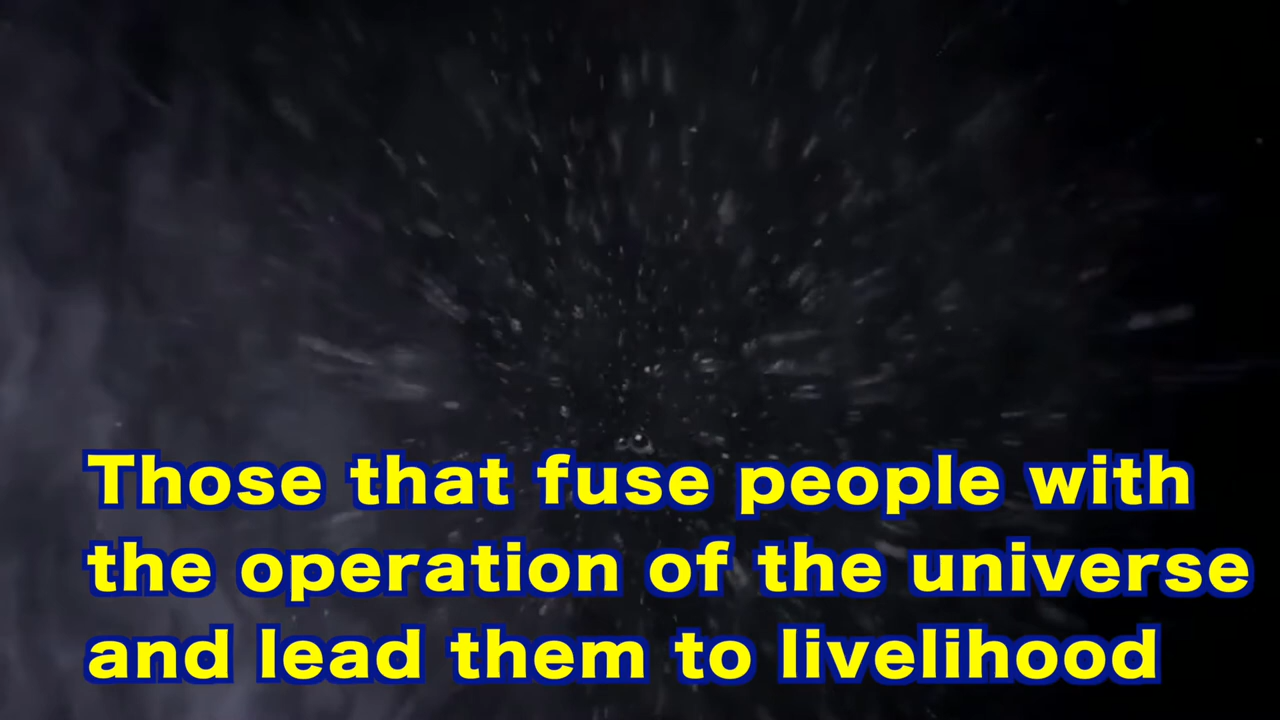 Those that fuse people with
the operation of the universe
and lead them to livelihood